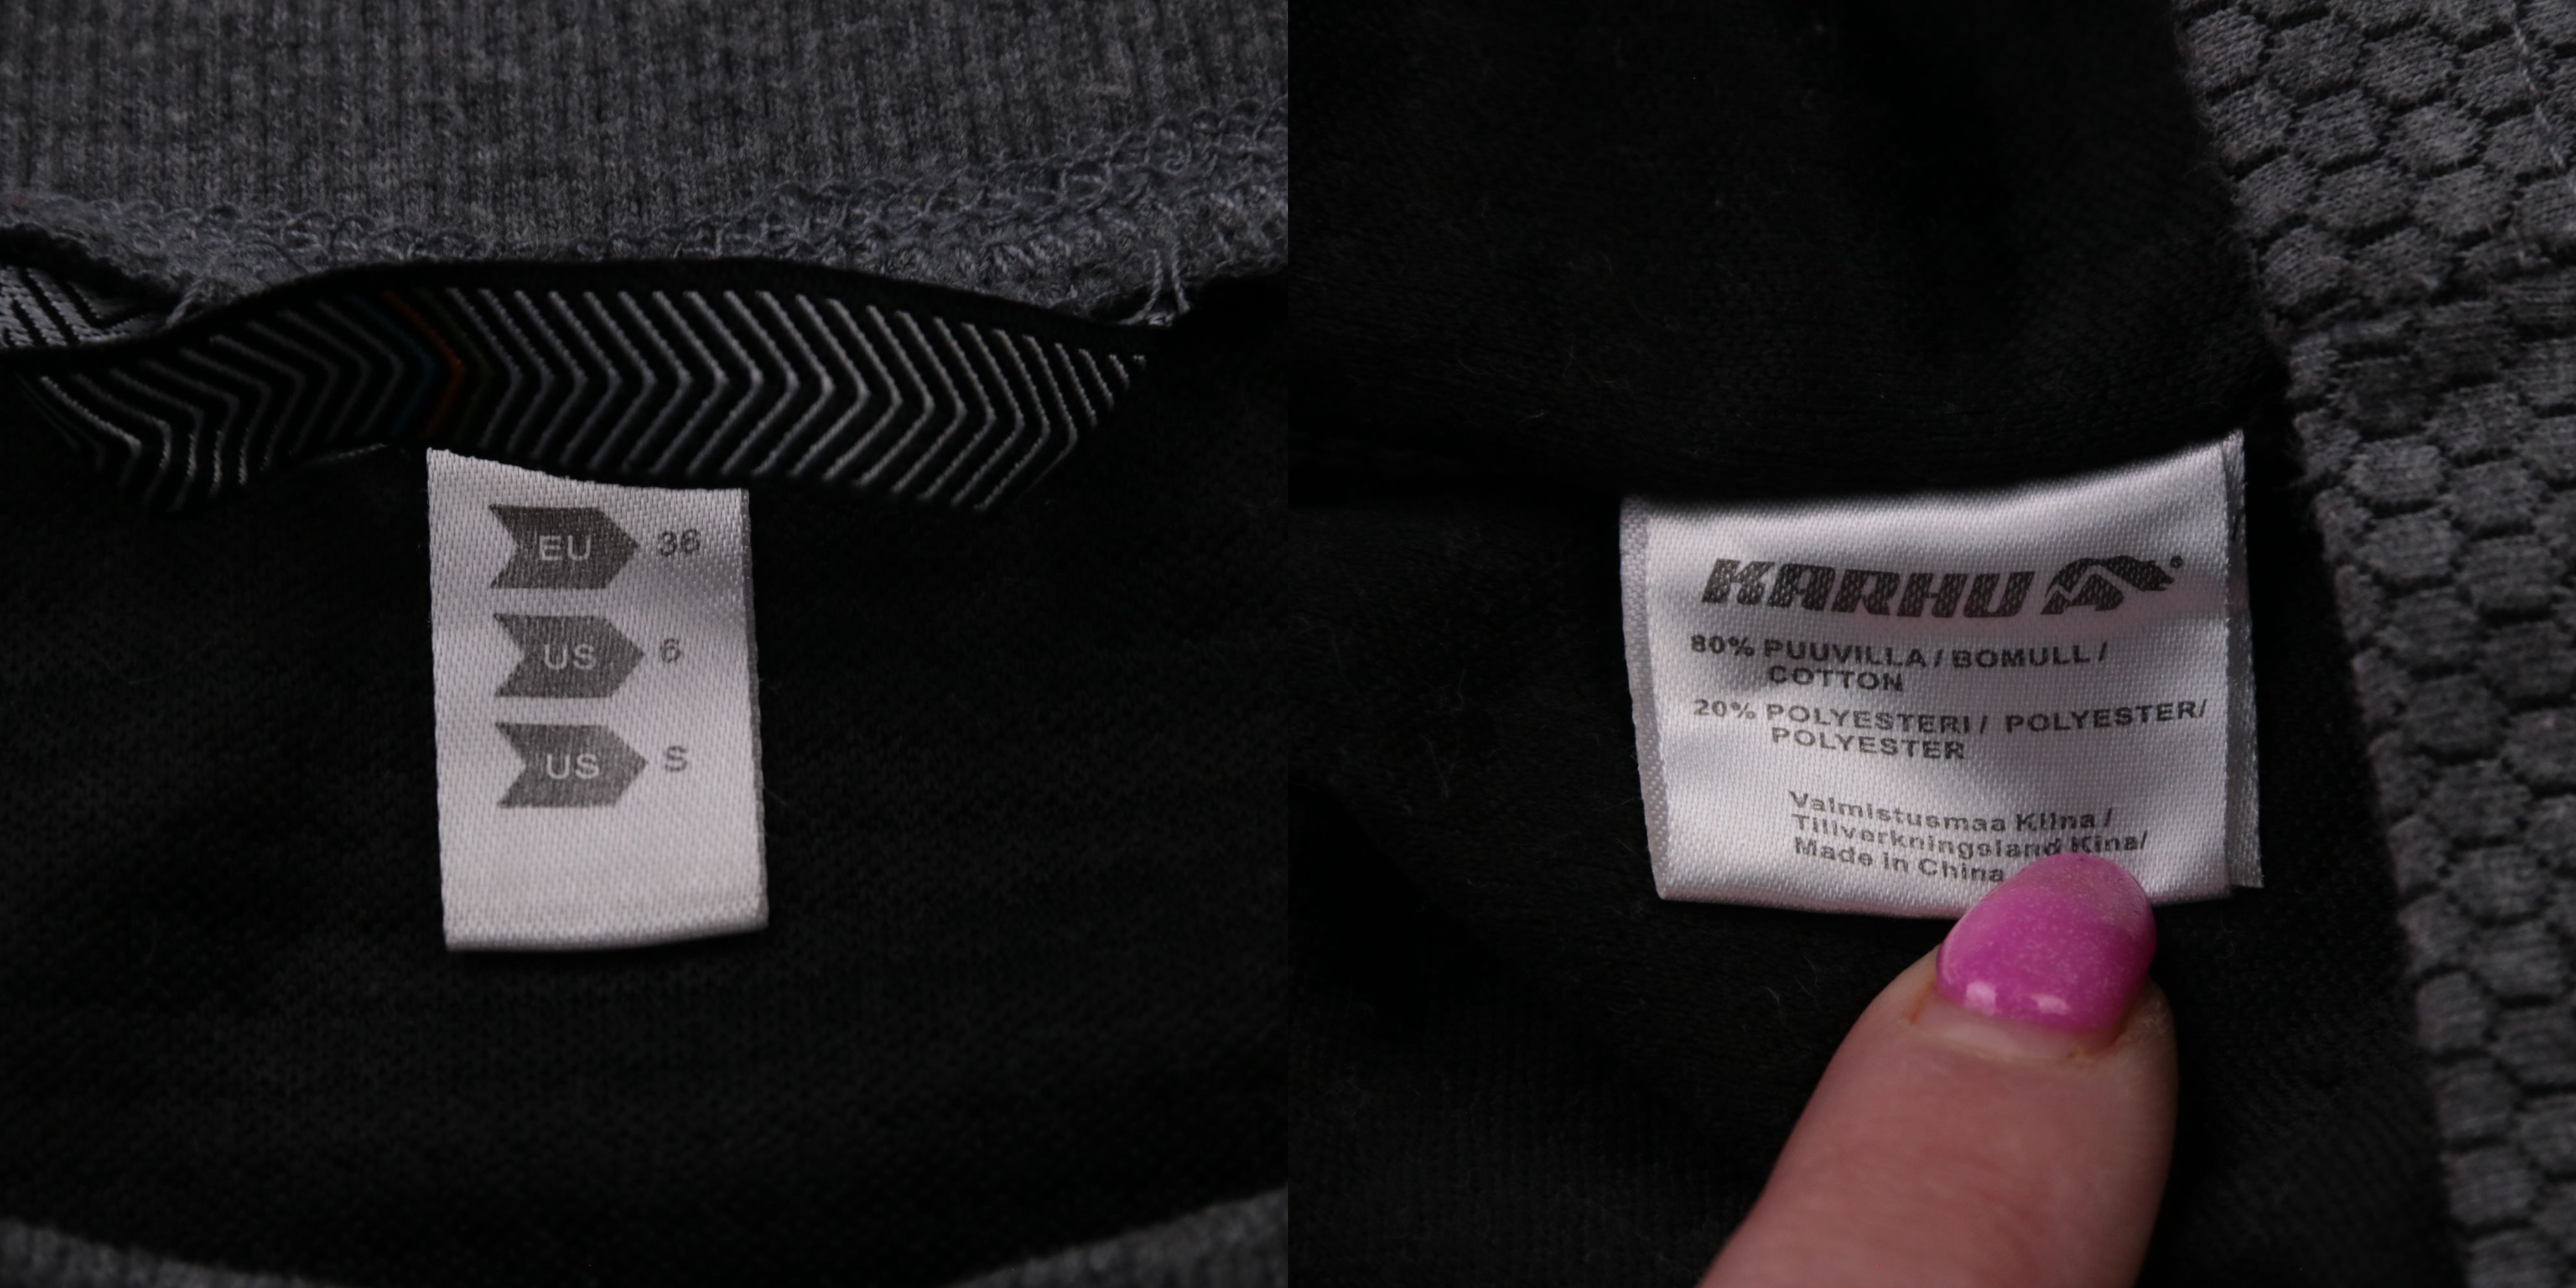 EU 36
US 6
US S
KARHU
80% PUUVILLA / BOMULL /
COTTON
20% POLYESTERI / POLYESTER/
POLYESTER
Valmistusmaa Kiina /
Tillverkningsland Kina/
Made in China